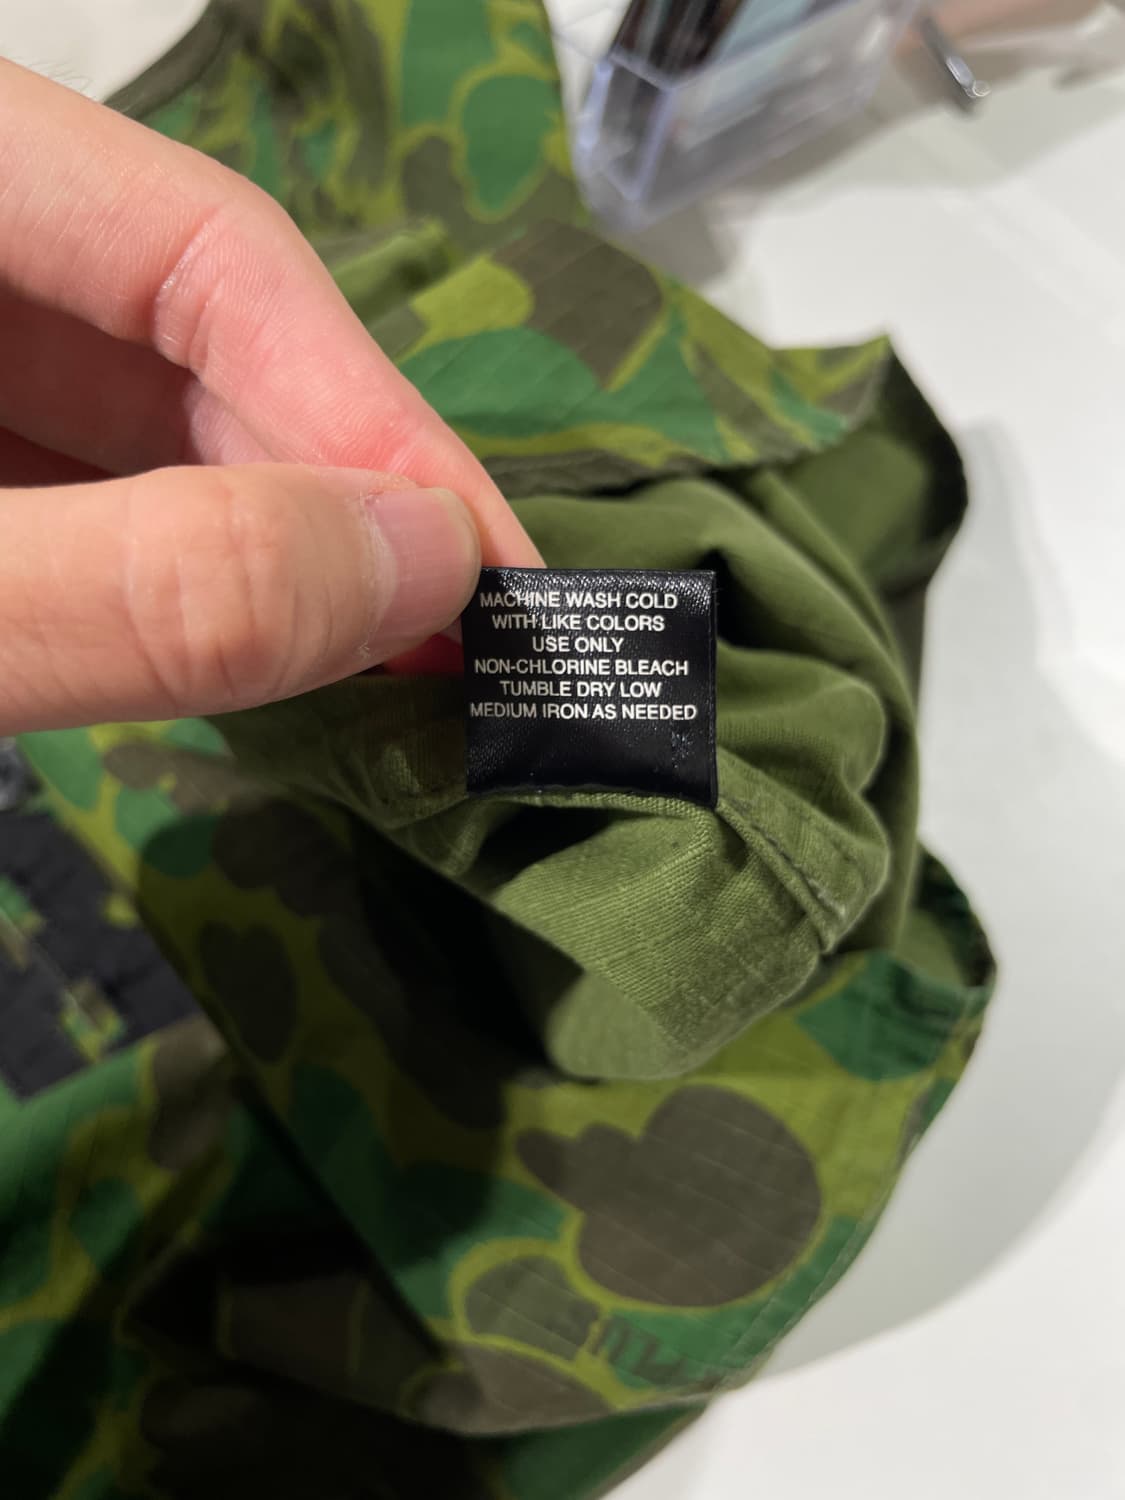 MACHINE WASH COLD
WITH LIKE COLORS
USE ONLY
NON-CHLORINE BLEACH
TUMBLE DRY LOW
MEDIUM IRON AS NEEDED